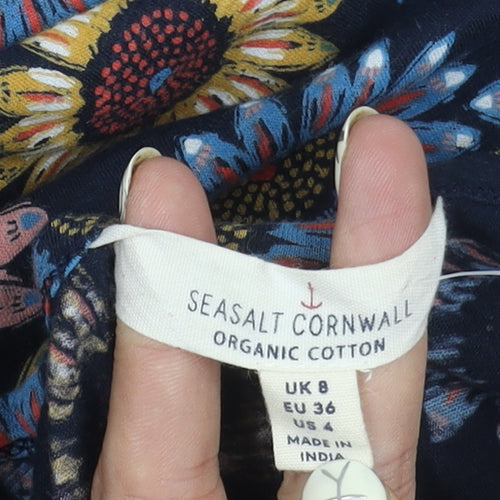 SEASALT CORNWALL
ORGANIC COTTON
UK 8
EU 36
US 4
MADE IN
INDIA